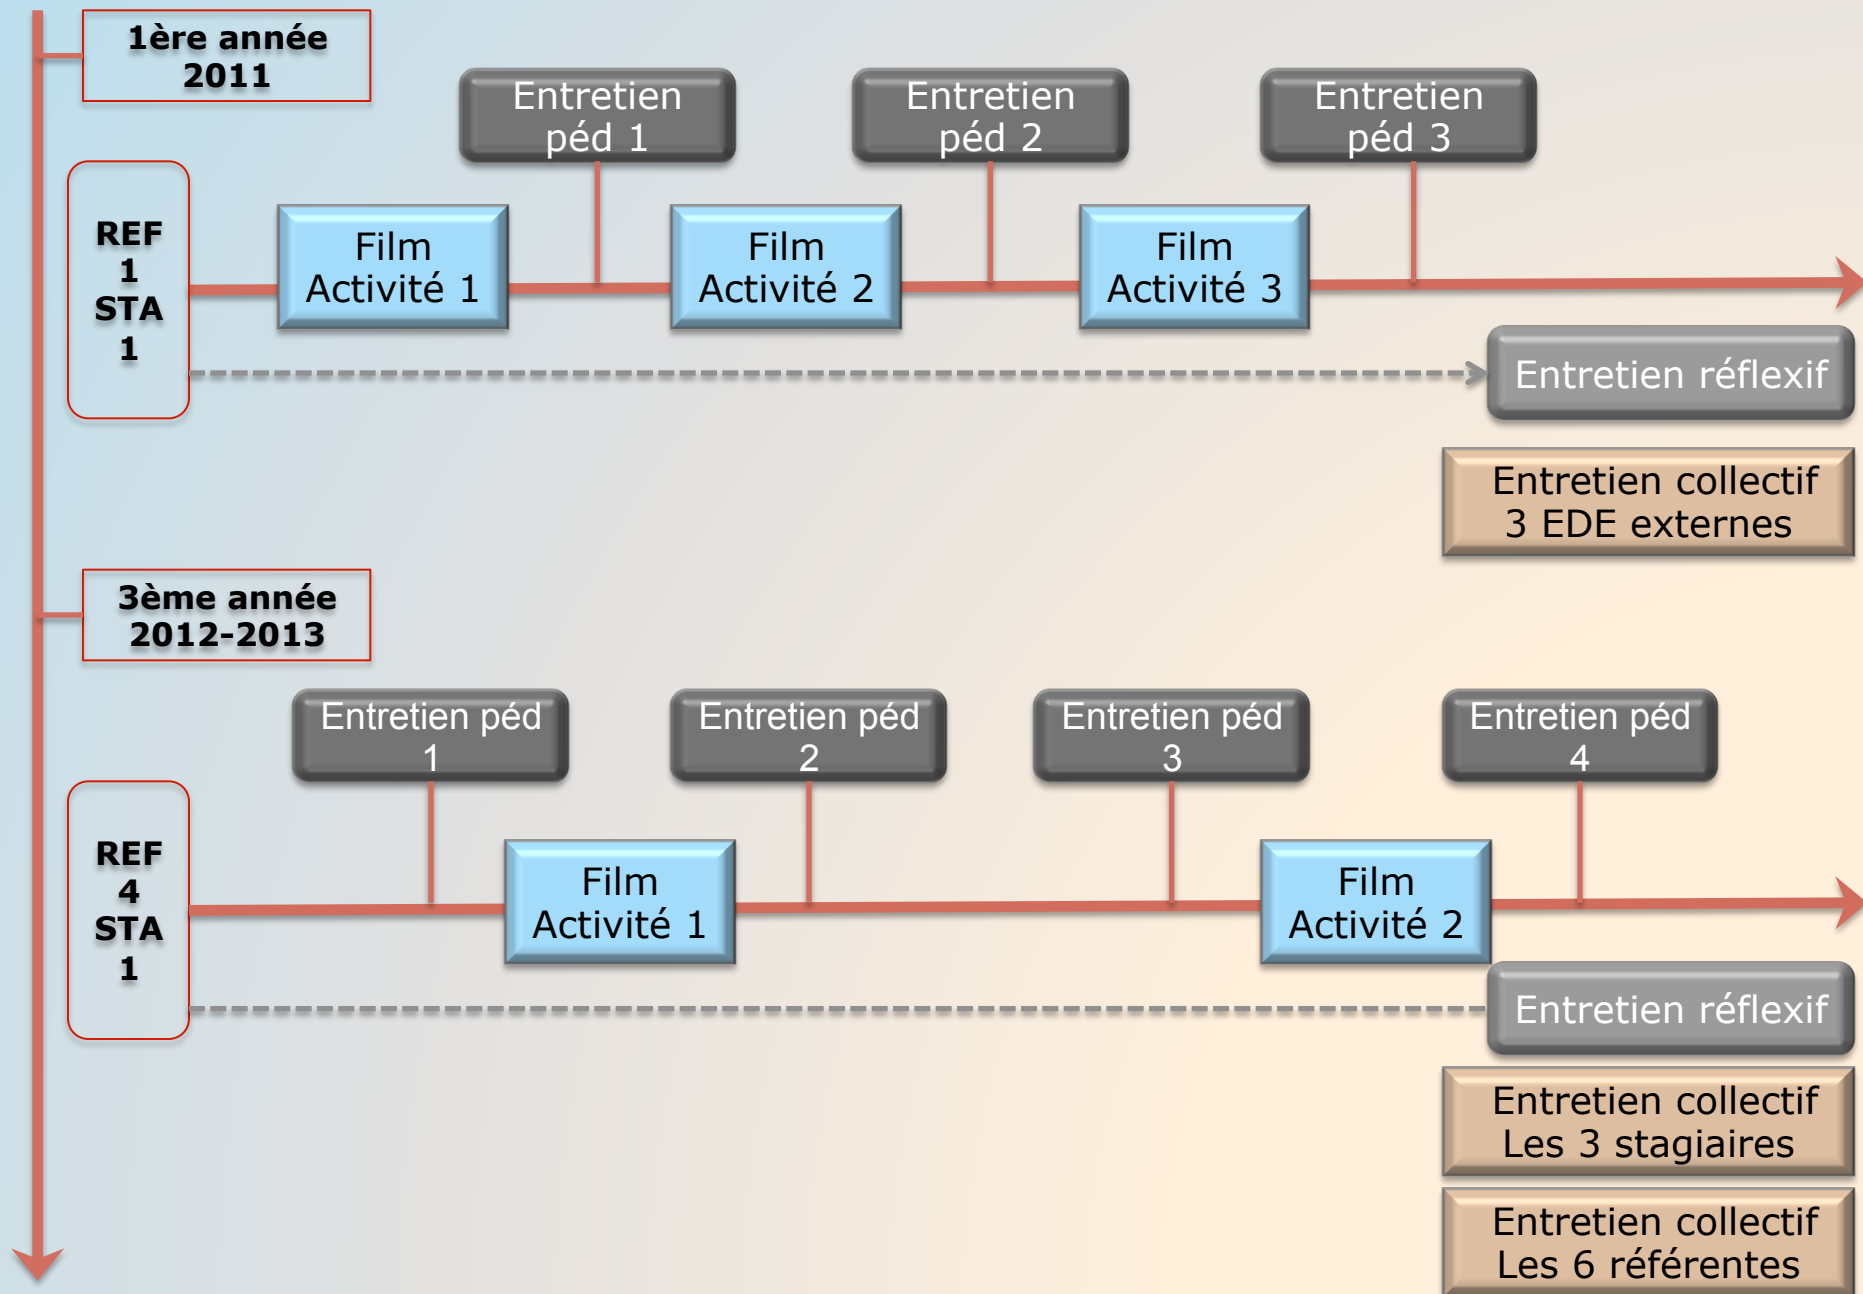 1ère année
2011
Entretien
péd 1
Entretien
péd 2
Entretien
péd 3
REF
1
STA
1
Film
Activité 1
Film
Activité 2
Film
Activité 3
Entretien réflexif
Entretien collectif
3 EDE externes
3ème année
2012-2013
Entretien péd
1
Entretien péd
2
Entretien péd
3
Entretien péd
4
REF
4
STA
1
Film
Activité 1
Film
Activité 2
Entretien réflexif
Entretien collectif
Les 3 stagiaires
Entretien collectif
Les 6 référentes